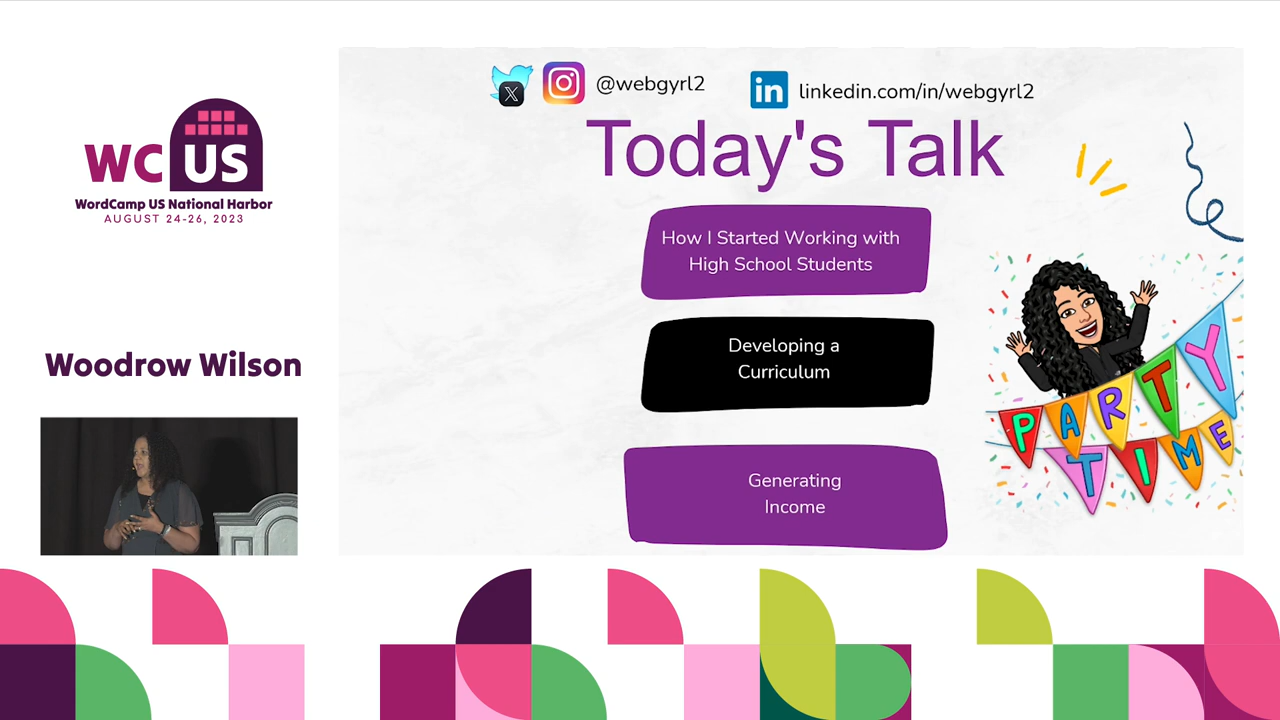 WC US
WordCamp US National Harbor
AUGUST 24-26, 2023
Woodrow Wilson
@webgyrl2
linkedin.com/in/webgyrl2
Today's Talk
How I Started Working with
High School Students
Developing a
Curriculum
Generating
Income
PARTY
TIME